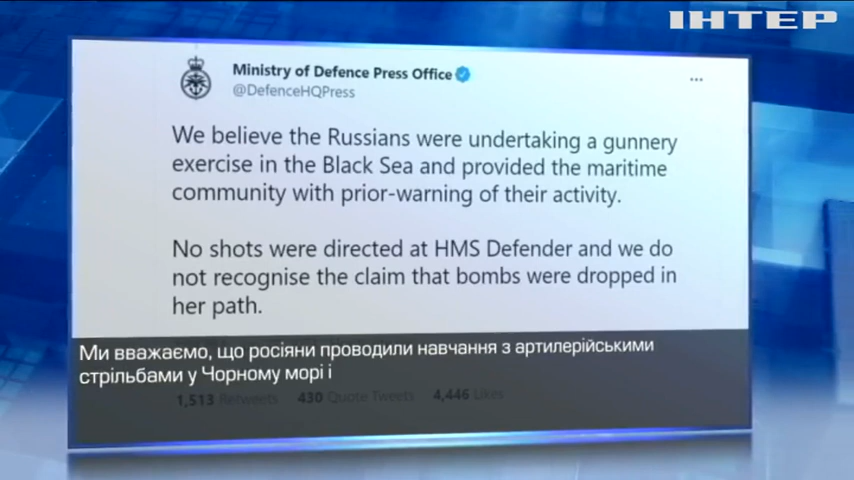 ІНТЕР
Ministry of Defence Press Office
@DefenceHQPress
We believe the Russians were undertaking a gunnery
exercise in the Black Sea and provided the maritime
community with prior-warning of their activity.
No shots were directed at HMS Defender and we do
not recognise the claim that bombs were dropped in
her path.
Ми вважаємо, що росіяни проводили навчання з артилерійськими
стрільбами у Чорному морі і
1,513 Retweets 430 Quote Tweets 4,446 Likes